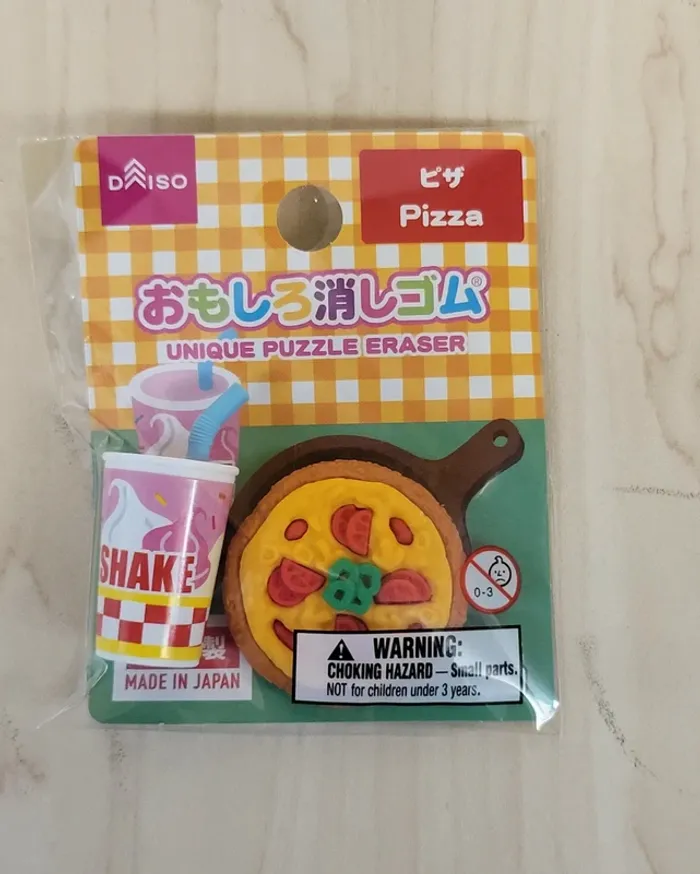 DAISO
ピザ
Pizza
おもしろ消しゴム®
UNIQUE PUZZLE ERASER
SHAKE
製
MADE IN JAPAN
0-3
WARNING:
CHOKING HAZARD — Small parts.
NOT for children under 3 years.